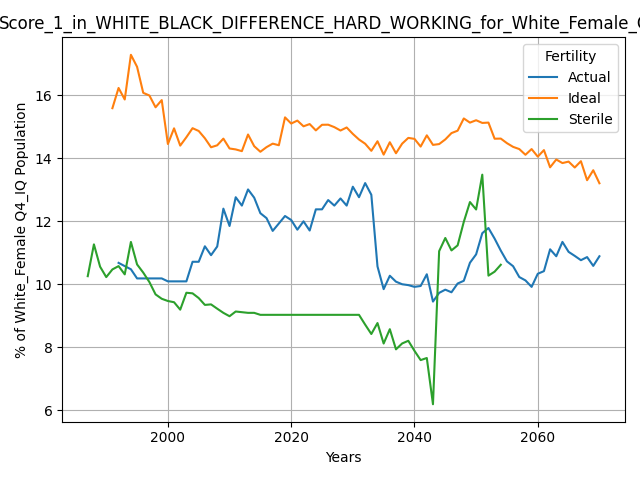 Score_1_in_WHITE_BLACK_DIFFERENCE_HARD_WORKING_for_White_Female_
Fertility
Actual
Ideal
Sterile
% of White_Female Q4_IQ Population
16
14
12
10
8
6
2000
2020
2040
2060
Years